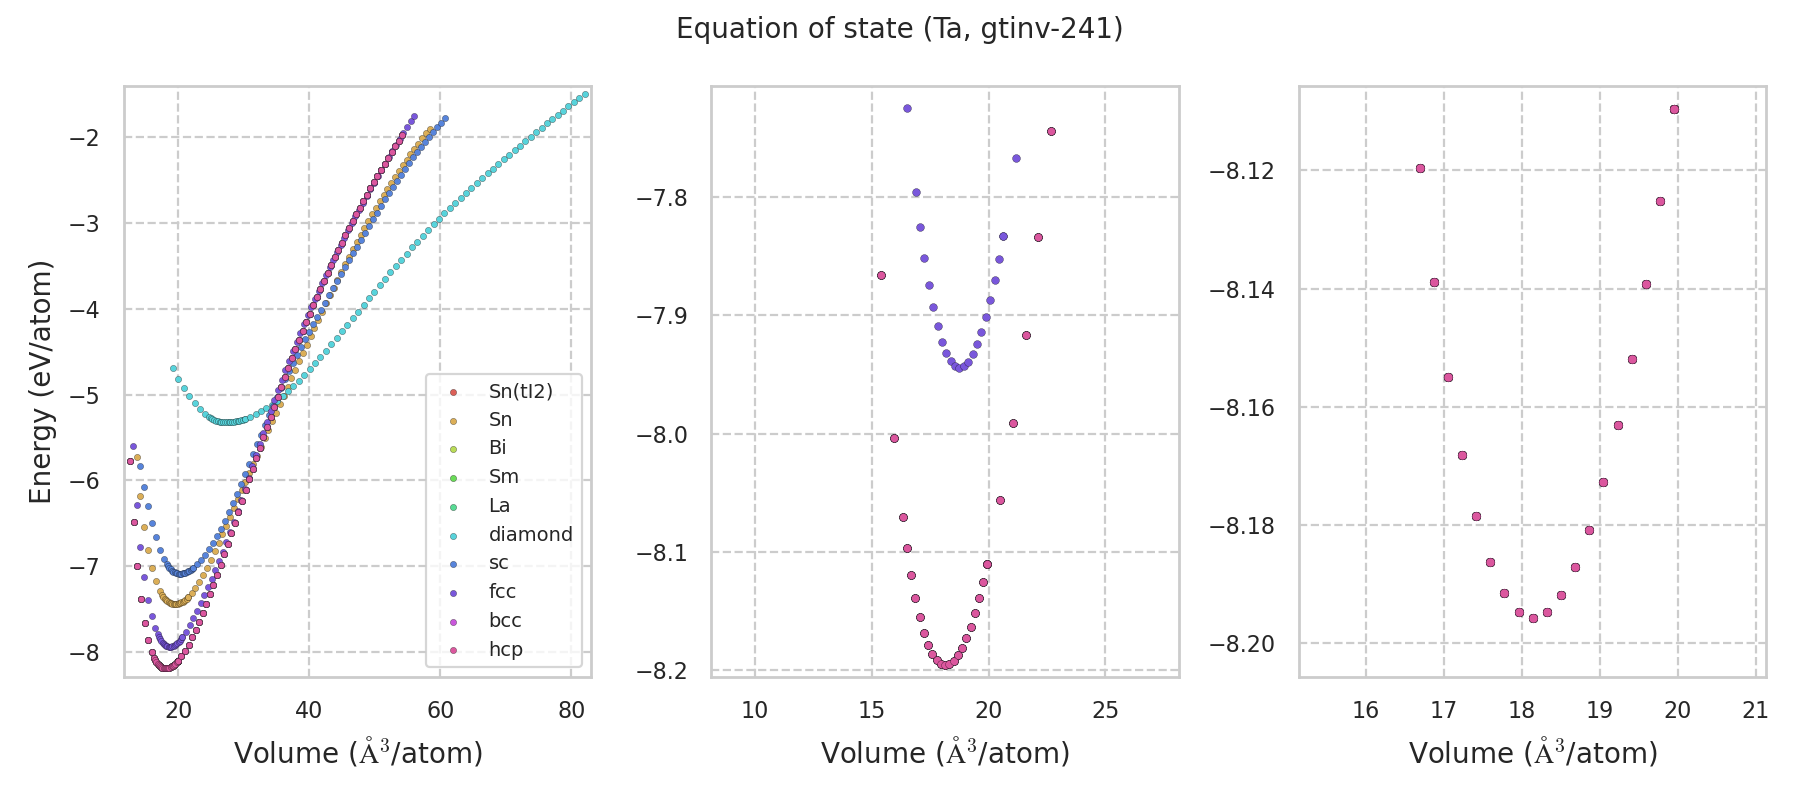 Equation of state (Ta, gtinv-241)
Energy (eV/atom)
−2
−3
−4
−5
−6
−7
−8
20 40 60 80
Volume (Å³/atom)
Sn(tI2)
Sn
Bi
Sm
La
diamond
sc
fcc
bcc
hcp
−7.8
−7.9
−8.0
−8.1
−8.2
10 15 20 25
Volume (Å³/atom)
−8.12
−8.14
−8.16
−8.18
−8.20
16 17 18 19 20 21
Volume (Å³/atom)